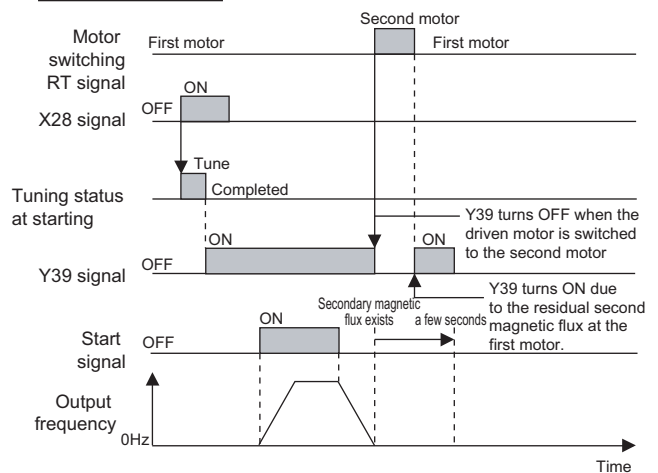 Second motor
Motor switching RT signal
First motor
First motor
ON
X28 signal
OFF
Tune
Tuning status at starting
Completed
Y39 turns OFF when the driven motor is switched to the second motor
ON
ON
Y39 signal
OFF
Secondary magnetic flux exists
a few seconds
Y39 turns ON due to the residual second magnetic flux at the first motor.
ON
Start signal
OFF
Output frequency
0Hz
Time